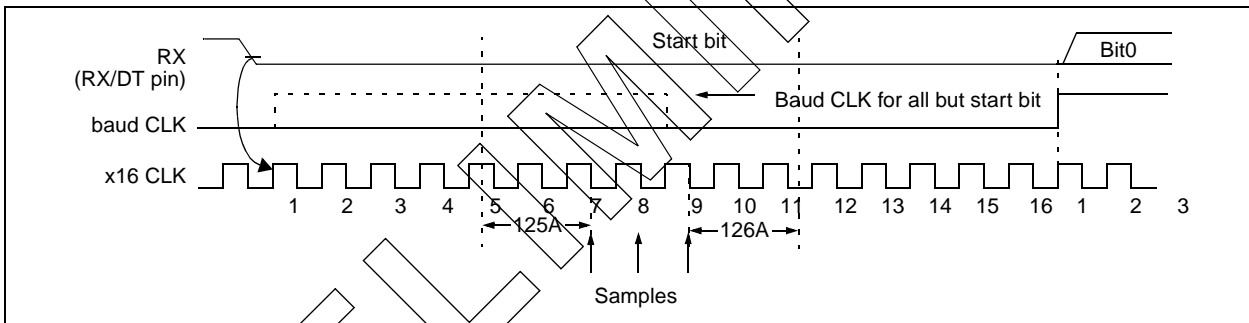 Start bit
RX
(RX/DT pin)
Bit0
Baud CLK for all but start bit
baud CLK
x16 CLK
1 2 3 4 5 6 7 8 9 10 11 12 13 14 15 16 1 2 3
125A
126A
Samples